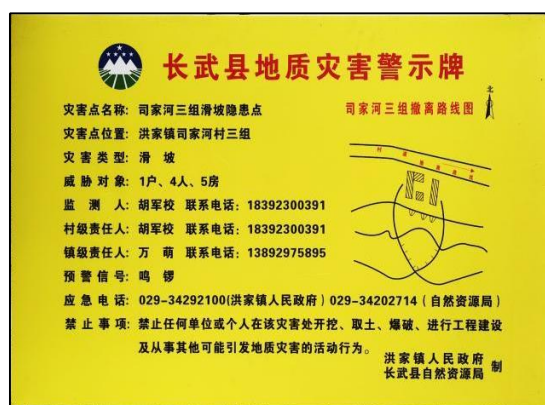 长武县地质灾害警示牌
灾害点名称：司家河三组滑坡隐患点
司家河三组撤离路线图
北
灾害点位置：洪家镇司家河村三组
灾害类型：滑 坡
威胁对象：1户、4人、5房
监 测 人：胡军校 联系电话：18392300391
村级责任人：胡军校 联系电话：18392300391
镇级责任人：万 萌 联系电话：13892975895
预警信号：鸣 锣
应急电话：029-34292100(洪家镇人民政府）029-34202714（自然资源局）
禁止事项：禁止任何单位或个人在该灾害处开挖、取土、爆破、进行工程建设
及从事其他可能引发地质灾害的活动行为。
洪家镇人民政府
长武县自然资源局
制